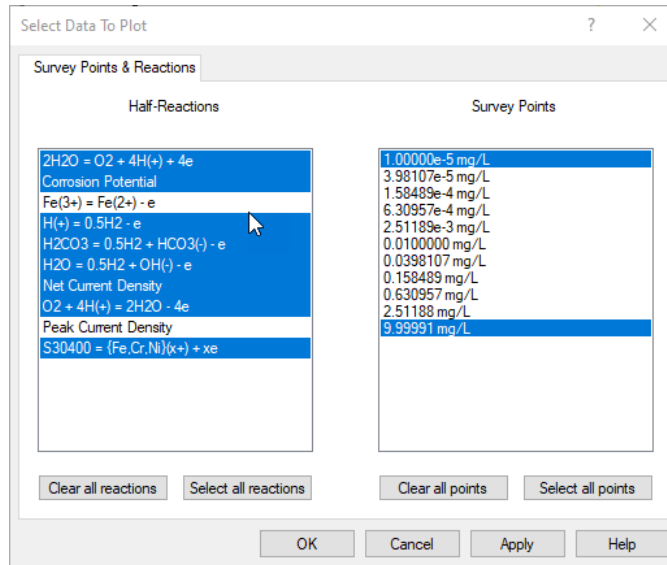 Select Data To Plot
?
Survey Points & Reactions
Half-Reactions
Survey Points
2H2O = O2 + 4H(+) + 4e
Corrosion Potential
Fe(3+) = Fe(2+) - e
H(+) = 0.5H2 - e
H2CO3 = 0.5H2 + HCO3(-) - e
H2O = 0.5H2 + OH(-) - e
Net Current Density
O2 + 4H(+) = 2H2O - 4e
Peak Current Density
S30400 = {Fe,Cr,Ni}(x+) + xe
1.00000e-5 mg/L
3.98107e-5 mg/L
1.58489e-4 mg/L
6.30957e-4 mg/L
2.51189e-3 mg/L
0.0100000 mg/L
0.0398107 mg/L
0.158489 mg/L
0.630957 mg/L
2.51188 mg/L
9.99991 mg/L
Clear all reactions
Select all reactions
Clear all points
Select all points
OK
Cancel
Apply
Help